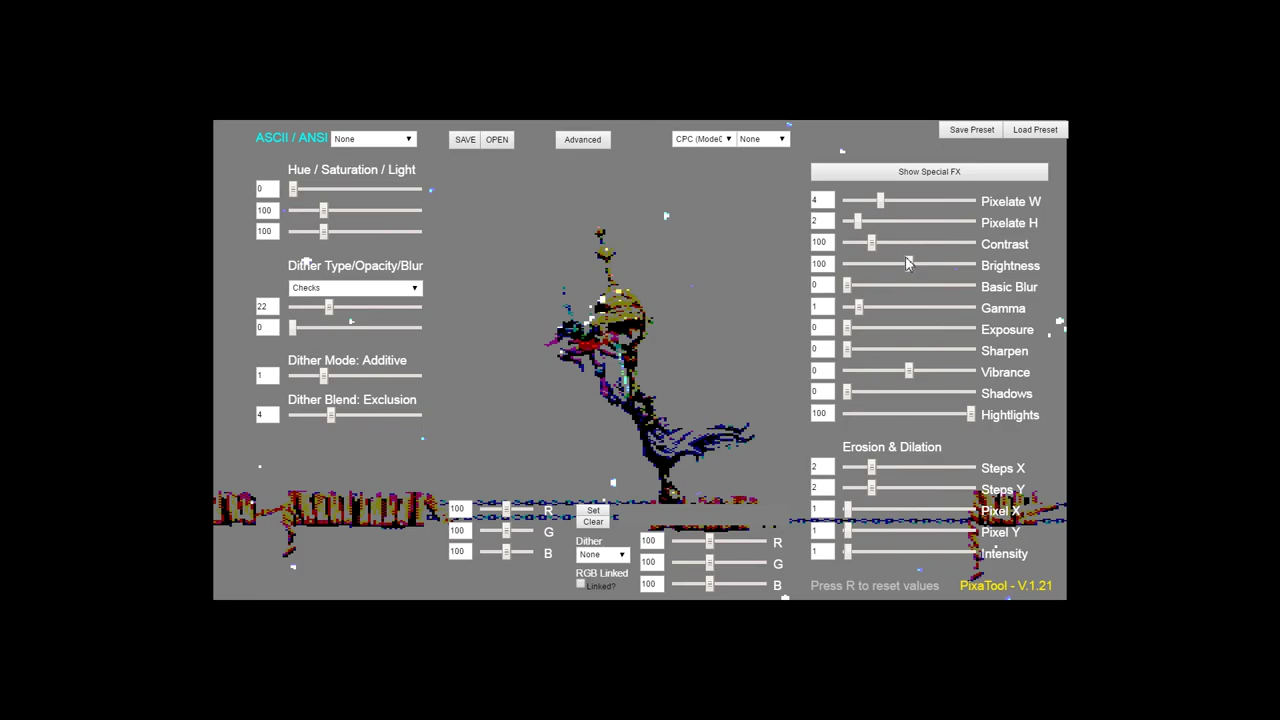 ASCII / ANSI
None
SAVE
OPEN
Advanced
CPC (Mode0
None
Save Preset
Load Preset
Hue / Saturation / Light
0
100
100
Dither Type/Opacity/Blur
Checks
22
0
Dither Mode: Additive
1
Dither Blend: Exclusion
4
Show Special FX
4 Pixelate W
2 Pixelate H
100 Contrast
100 Brightness
0 Basic Blur
1 Gamma
0 Exposure
0 Sharpen
0 Vibrance
0 Shadows
100 Hightlights
Erosion & Dilation
2 Steps X
2 Steps Y
1 Pixel X
1 Pixel Y
1 Intensity
100 R
100 G
100 B
Set
Clear
Dither
None
RGB Linked
Linked?
100 R
100 G
100 B
Press R to reset values
PixaTool - V.1.21